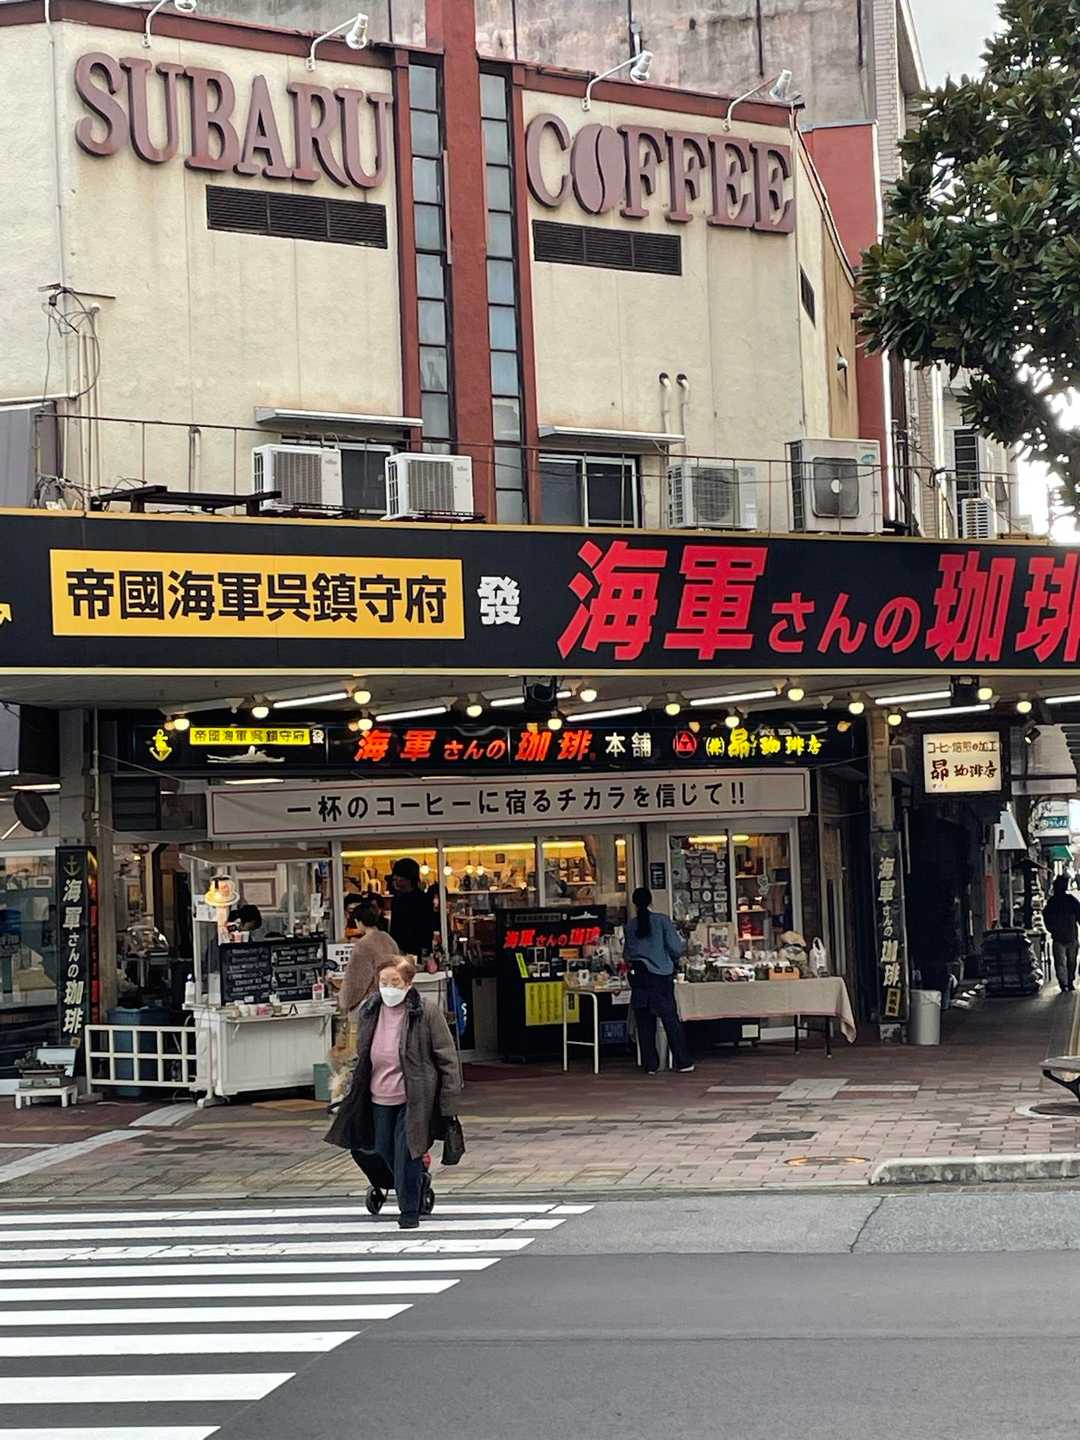 SUBARU COFFEE
帝國海軍呉鎮守府 發 海軍さんの珈琲
帝國海軍呉鎮守府 發 海軍さんの珈琲 本舗 (株)昴珈琲店
コーヒー焙煎の加工
昴珈琲店
一杯のコーヒーに宿るチカラを信じて!!
海軍さんの珈琲
海軍さんの珈琲
海軍さんの珈琲